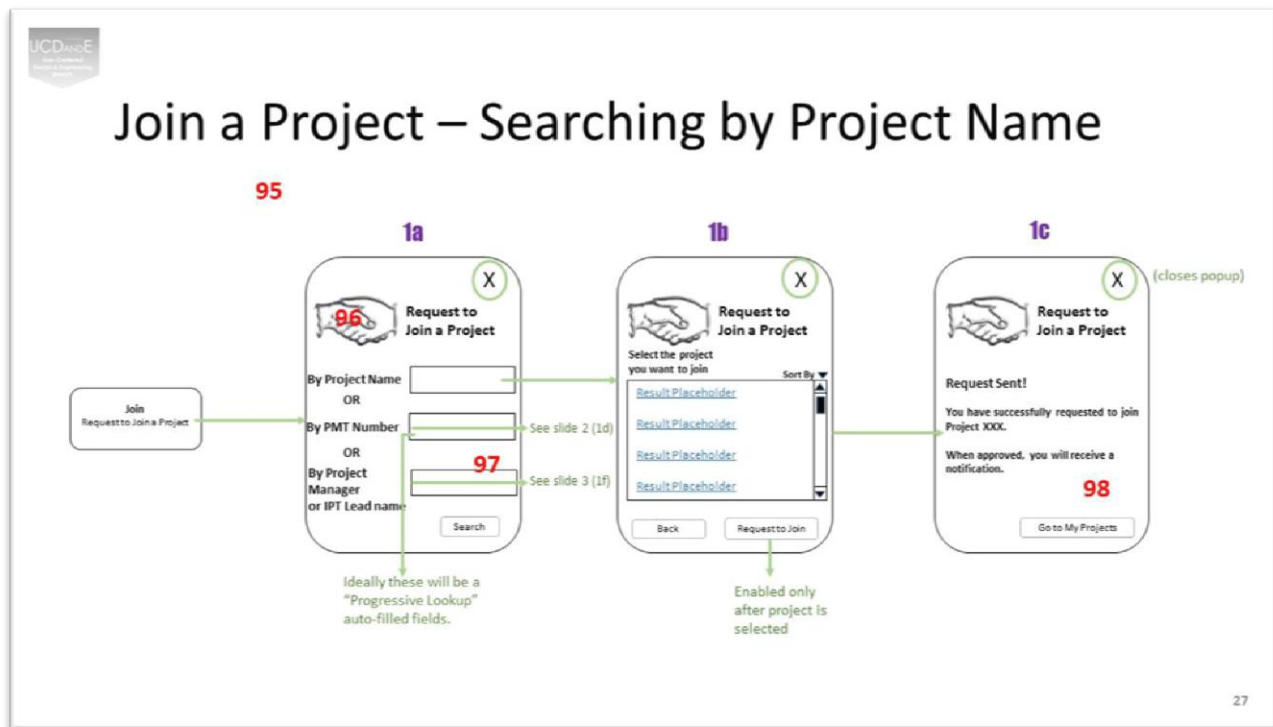 UCDANDE
User-Centered
Design & Engineering
Join a Project – Searching by Project Name
95
1a
1b
1c
X
96
Request to
Join a Project
By Project Name
OR
By PMT Number
OR
By Project
Manager
or IPT Lead name
97
Search
Join
Request to Join a Project
See slide 2 (1d)
See slide 3 (1f)
Ideally these will be a
"Progressive Lookup"
auto-filled fields.
X
Request to
Join a Project
Select the project
you want to join
Sort By
Result Placeholder
Result Placeholder
Result Placeholder
Result Placeholder
Back
Request to Join
Enabled only
after project is
selected
X
(closes popup)
Request to
Join a Project
Request Sent!
You have successfully requested to join
Project XXX.
When approved, you will receive a
notification.
98
Go to My Projects
27